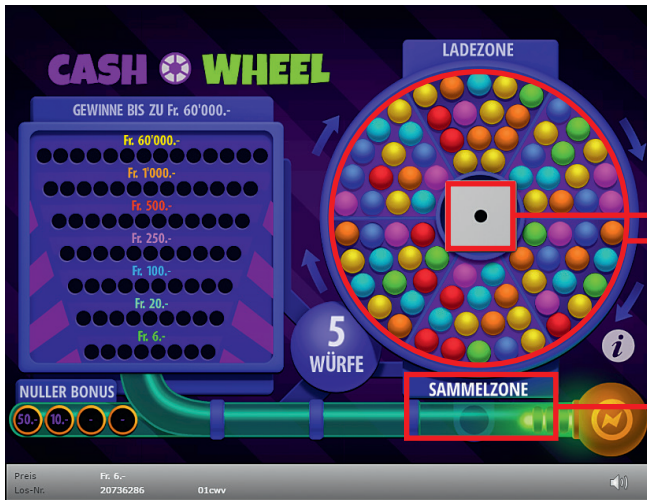 LADEZONE
CASH WHEEL
GEWINNE BIS ZU Fr. 60'000.-
Fr. 60'000.-
Fr. 1'000.-
Fr. 500.-
Fr. 250.-
Fr. 100.-
Fr. 20.-
Fr. 6.-
5
WÜRFE
i
NULLER BONUS
SAMMELZONE
50.- 10.- - -
Preis Fr. 6.-
Los-Nr. 20736286 01cwv